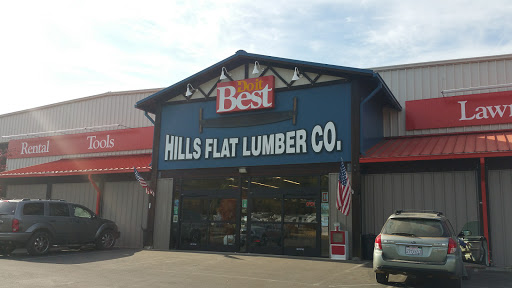 Do it
Best
HILLS FLAT LUMBER CO.
Rental Tools
Lawn